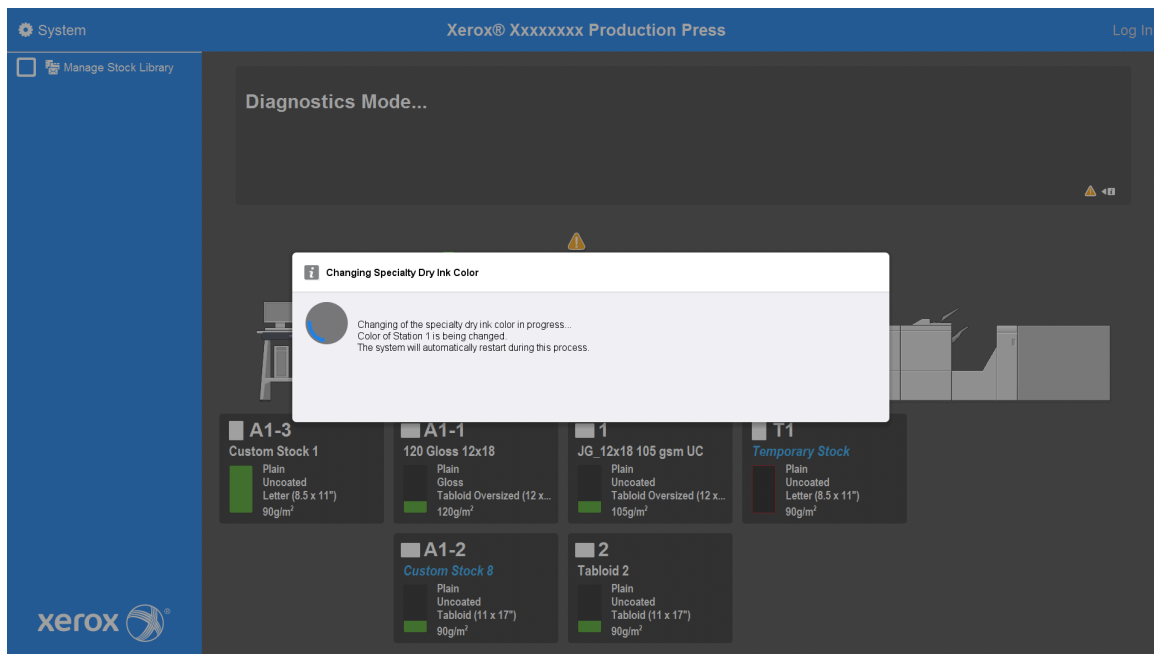 System
Xerox® Xxxxxxxx Production Press
Log In
Manage Stock Library
Diagnostics Mode...
Changing Specialty Dry Ink Color
Changing of the specialty dry ink color in progress...
Color of Station 1 is being changed.
The system will automatically restart during this process.
A1-3
Custom Stock 1
Plain
Uncoated
Letter (8.5 x 11")
90g/m²
A1-1
120 Gloss 12x18
Plain
Gloss
Tabloid Oversized (12 x...
120g/m²
1
JG_12x18 105 gsm UC
Plain
Uncoated
Tabloid Oversized (12 x...
105g/m²
T1
Temporary Stock
Plain
Uncoated
Letter (8.5 x 11")
90g/m²
A1-2
Custom Stock 8
Plain
Uncoated
Tabloid (11 x 17")
90g/m²
2
Tabloid 2
Plain
Uncoated
Tabloid (11 x 17")
90g/m²
xerox®